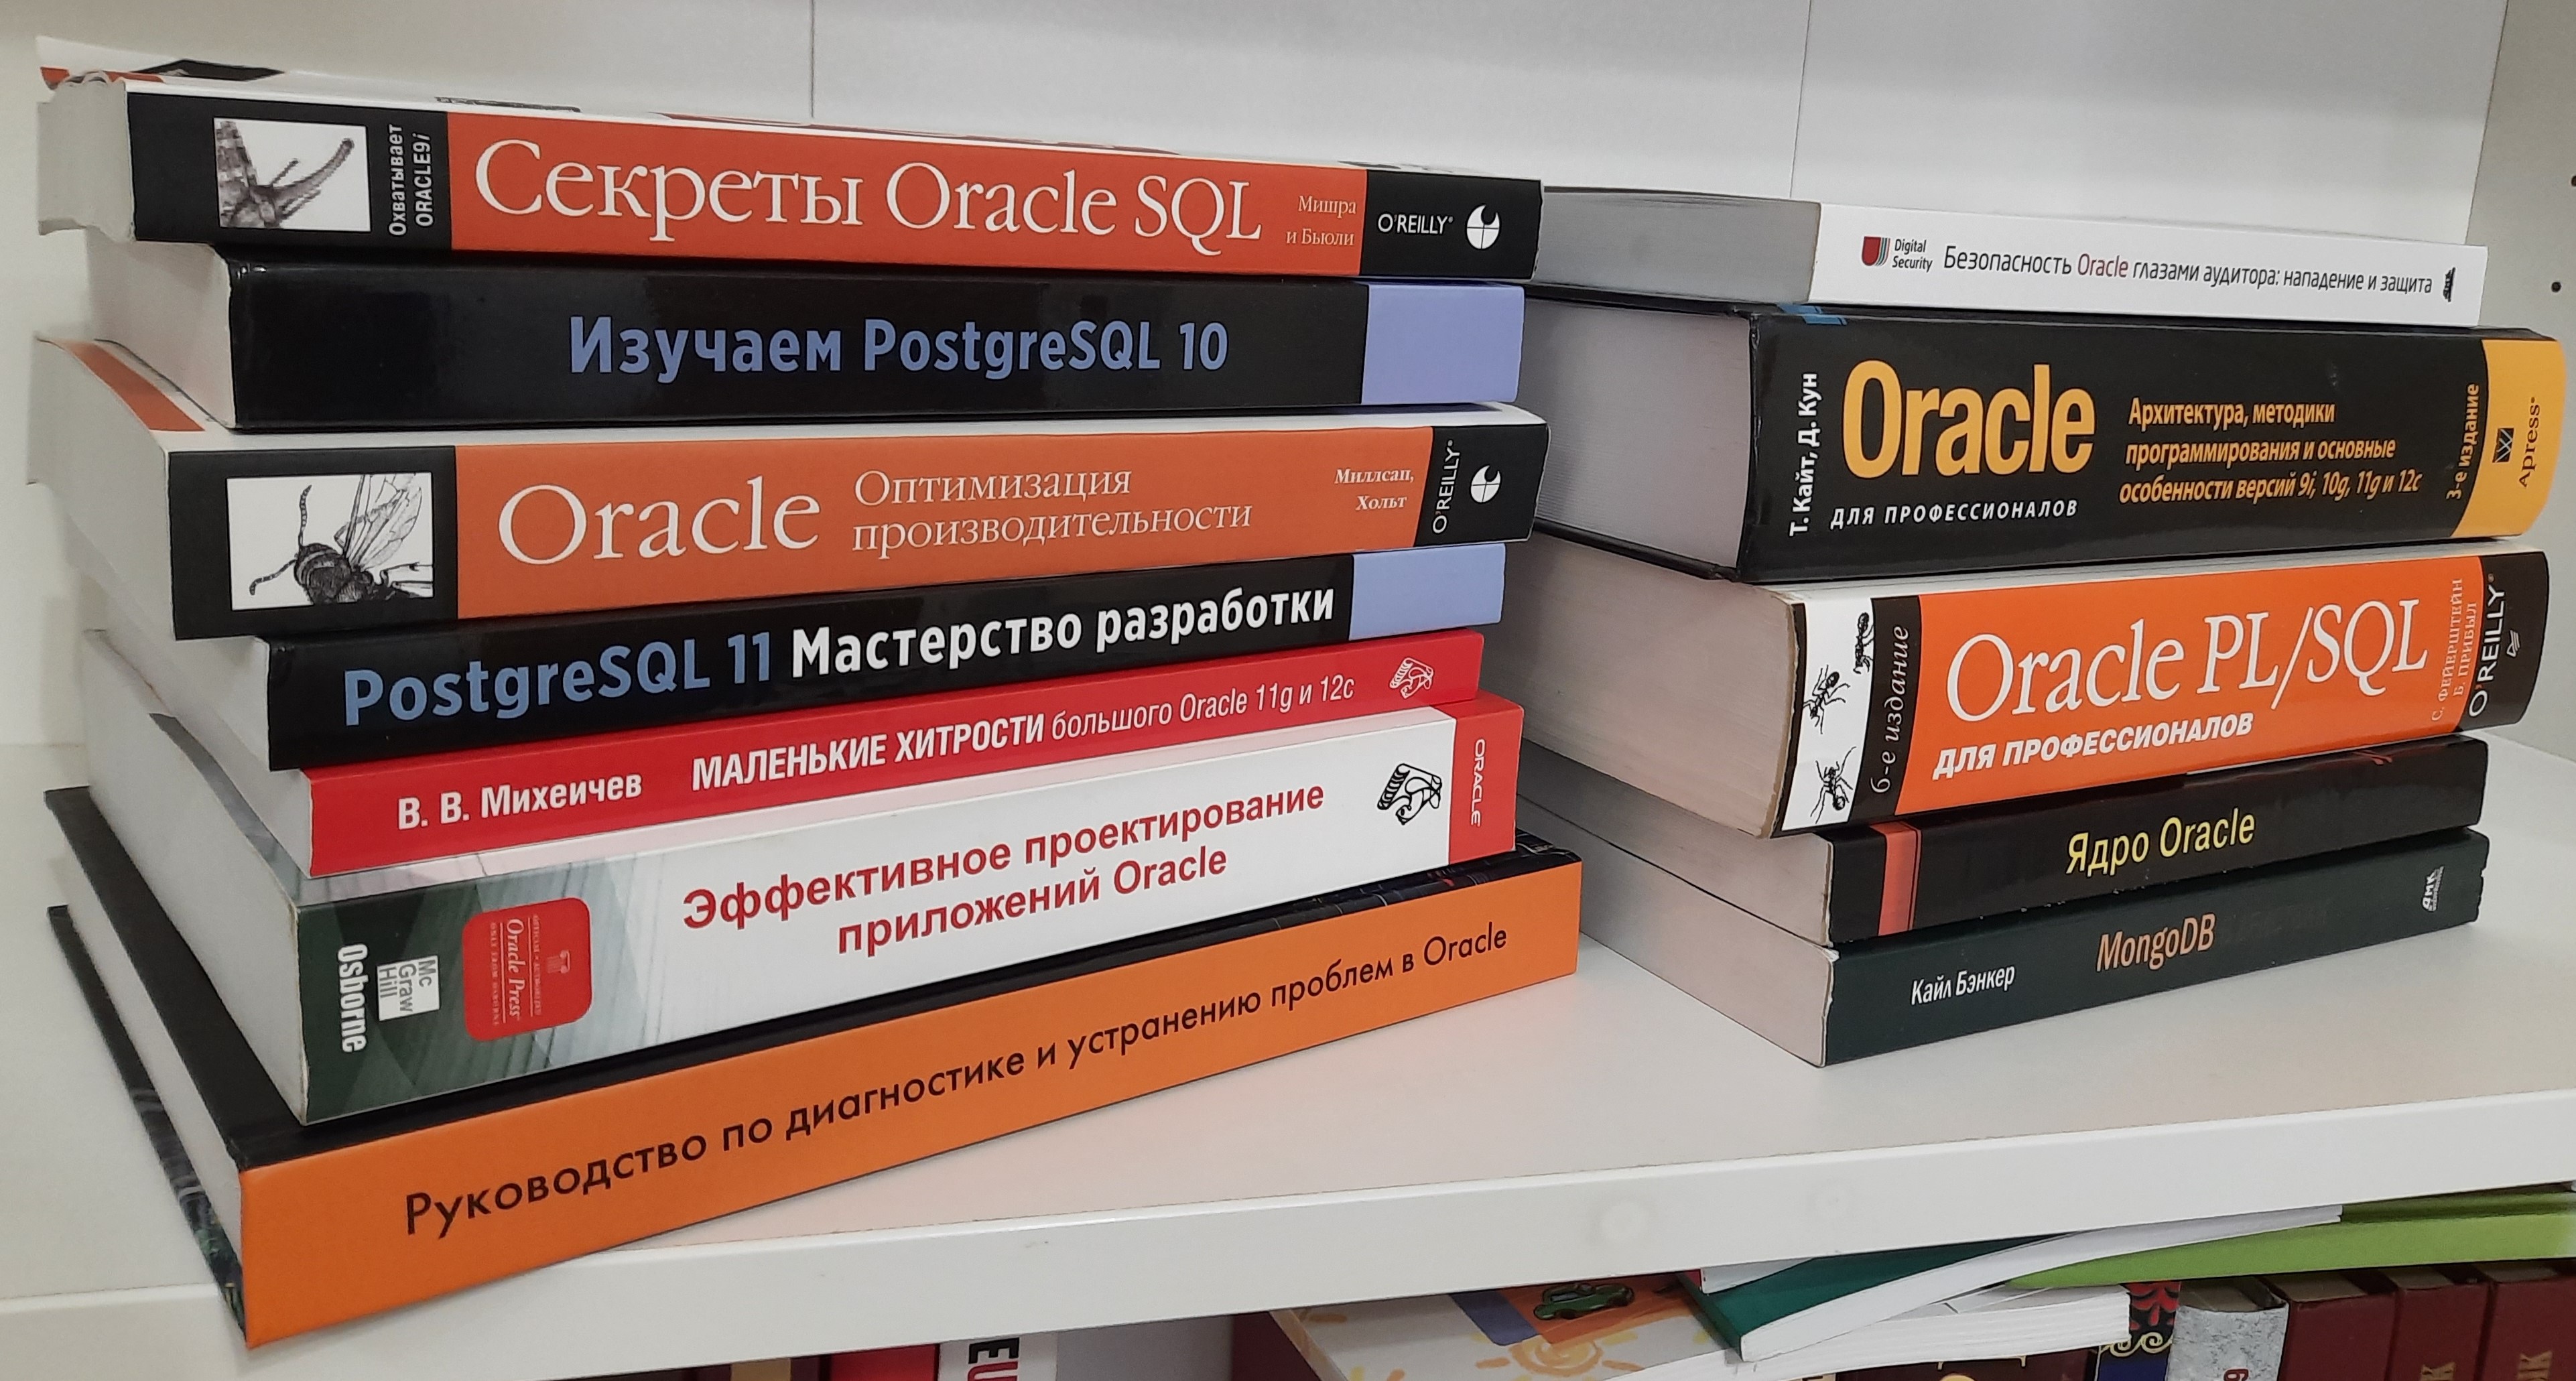 Охватывает
ORACLE9i
Секреты Oracle SQL
Мишра
и Бьюли
O'REILLY®
Изучаем PostgreSQL 10
Oracle
Оптимизация
производительности
Миллсап,
Хольт
O'REILLY®
PostgreSQL 11 Мастерство разработки
В. В. Михеичев МАЛЕНЬКИЕ ХИТРОСТИ большого Oracle 11g и 12c
Osborne
Mc
Graw
Hill
Oracle Press™
Эффективное проектирование
приложений Oracle
ORACLE®
Руководство по диагностике и устранению проблем в Oracle
Digital
Security
Безопасность Oracle глазами аудитора: нападение и защита
Т. Кайт, Д. Кун
Oracle
ДЛЯ ПРОФЕССИОНАЛОВ
Архитектура, методики
программирования и основные
особенности версий 9i, 10g, 11g и 12c
3-е издание
Apress®
6-е издание
Oracle PL/SQL
ДЛЯ ПРОФЕССИОНАЛОВ
С. ФЕЙЕРШТЕЙН
Б. ПРИБЫЛ
O'REILLY®
Ядро Oracle
Кайл Бэнкер
MongoDB
ДМК